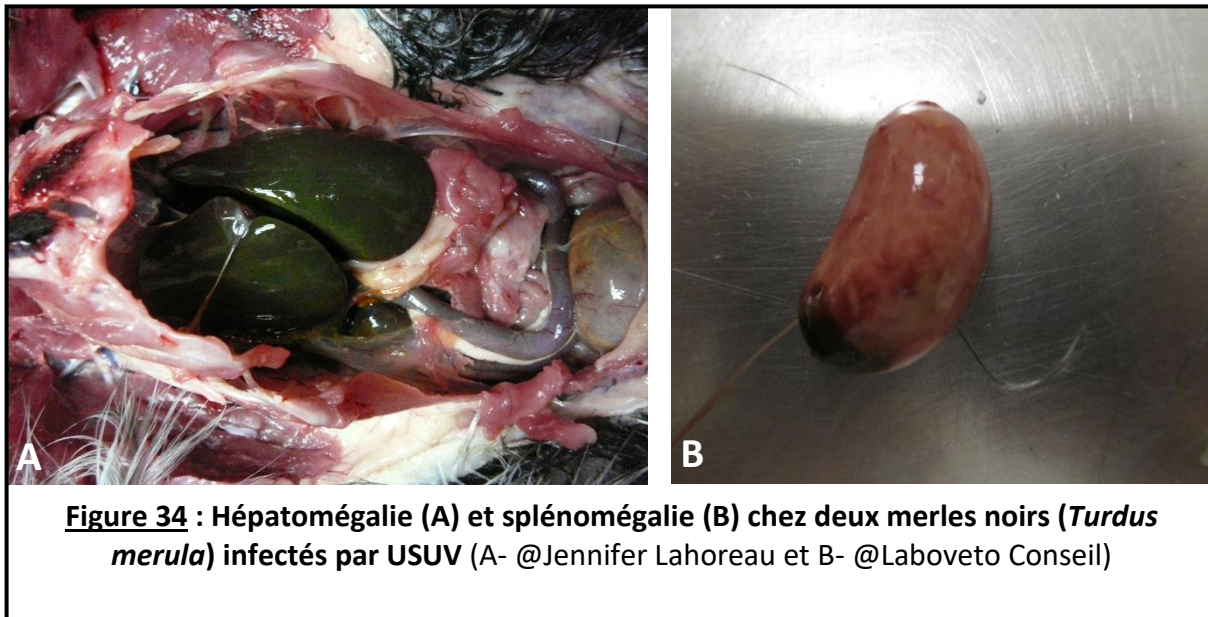 A
B
Figure 34 : Hépatomégalie (A) et splénomégalie (B) chez deux merles noirs (Turdus
merula) infectés par USUV (A- @Jennifer Lahoreau et B- @Laboveto Conseil)